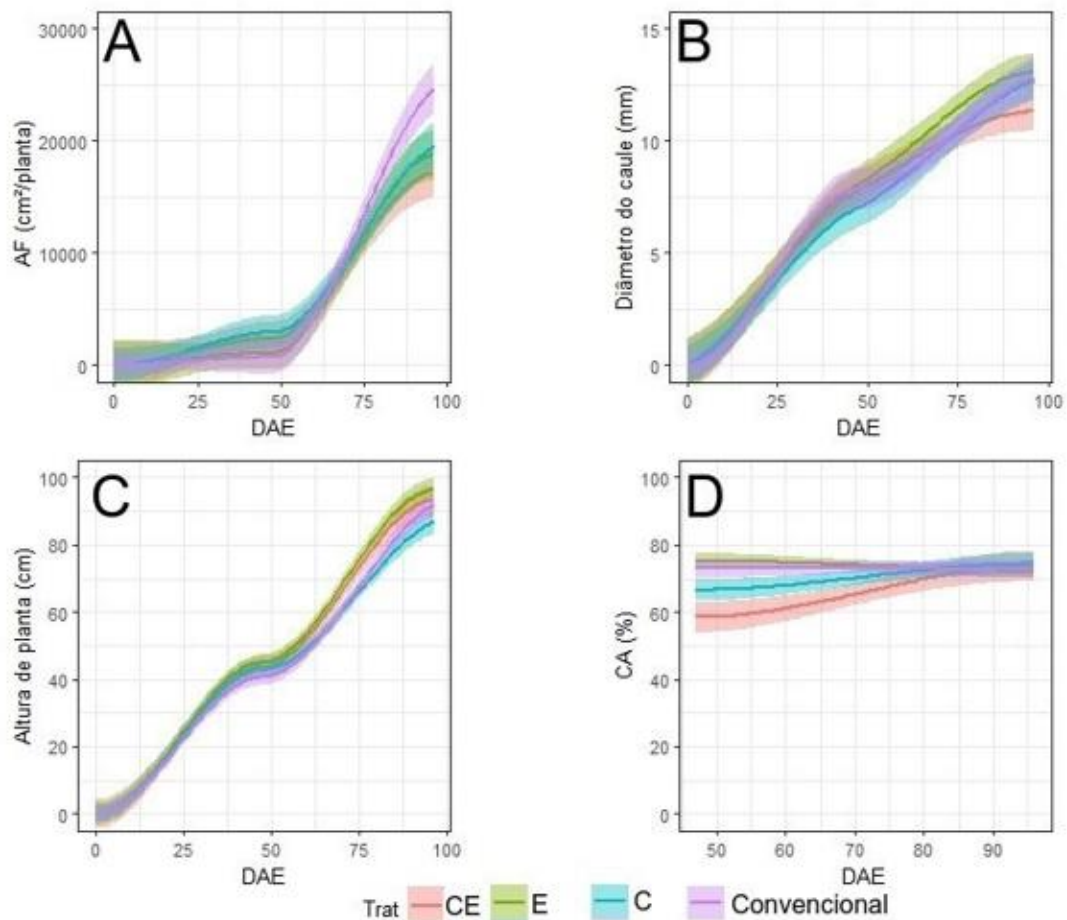 A
AF (cm²/planta)
30000
20000
10000
0
0 25 50 75 100
DAE
B
Diâmetro do caule (mm)
15
10
5
0
0 25 50 75 100
DAE
C
Altura de planta (cm)
100
80
60
40
20
0
0 25 50 75 100
DAE
D
CA (%)
100
80
60
40
20
0
50 60 70 80 90
DAE
Trat CE E C Convencional